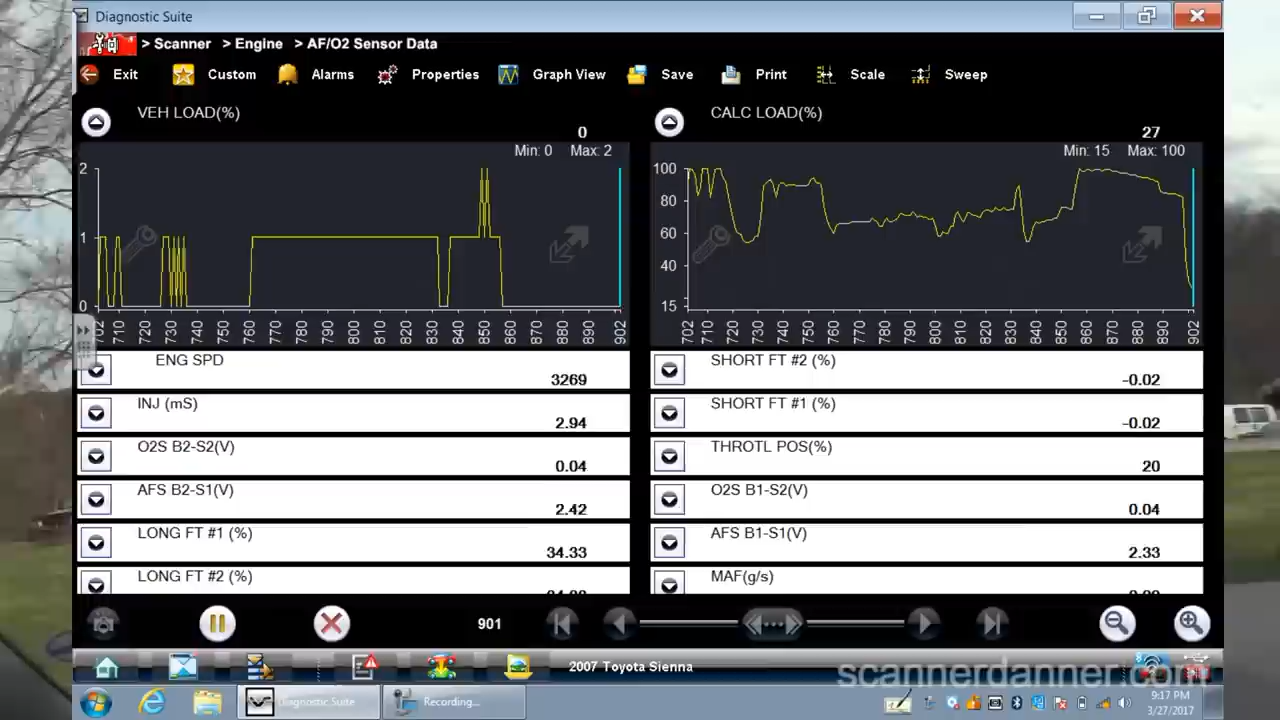 Diagnostic Suite
> Scanner > Engine > AF/O2 Sensor Data
Exit Custom Alarms Properties Graph View Save Print Scale Sweep
VEH LOAD(%)
0
Min: 0 Max: 2
2
1
0
702 710 720 730 740 750 760 770 780 790 800 810 820 830 840 850 860 870 880 890 902
CALC LOAD(%)
27
Min: 15 Max: 100
100
80
60
40
15
702 710 720 730 740 750 760 770 780 790 800 810 820 830 840 850 860 870 880 890 902
ENG SPD
3269
SHORT FT #2 (%)
-0.02
INJ (mS)
2.94
SHORT FT #1 (%)
-0.02
O2S B2-S2(V)
0.04
THROTL POS(%)
20
AFS B2-S1(V)
2.42
O2S B1-S2(V)
0.04
LONG FT #1 (%)
34.33
AFS B1-S1(V)
2.33
LONG FT #2 (%)
MAF(g/s)
901
2007 Toyota Sienna
scannerdanner.com
Diagnostic Suite
Recording...
9:17 PM
3/27/2017